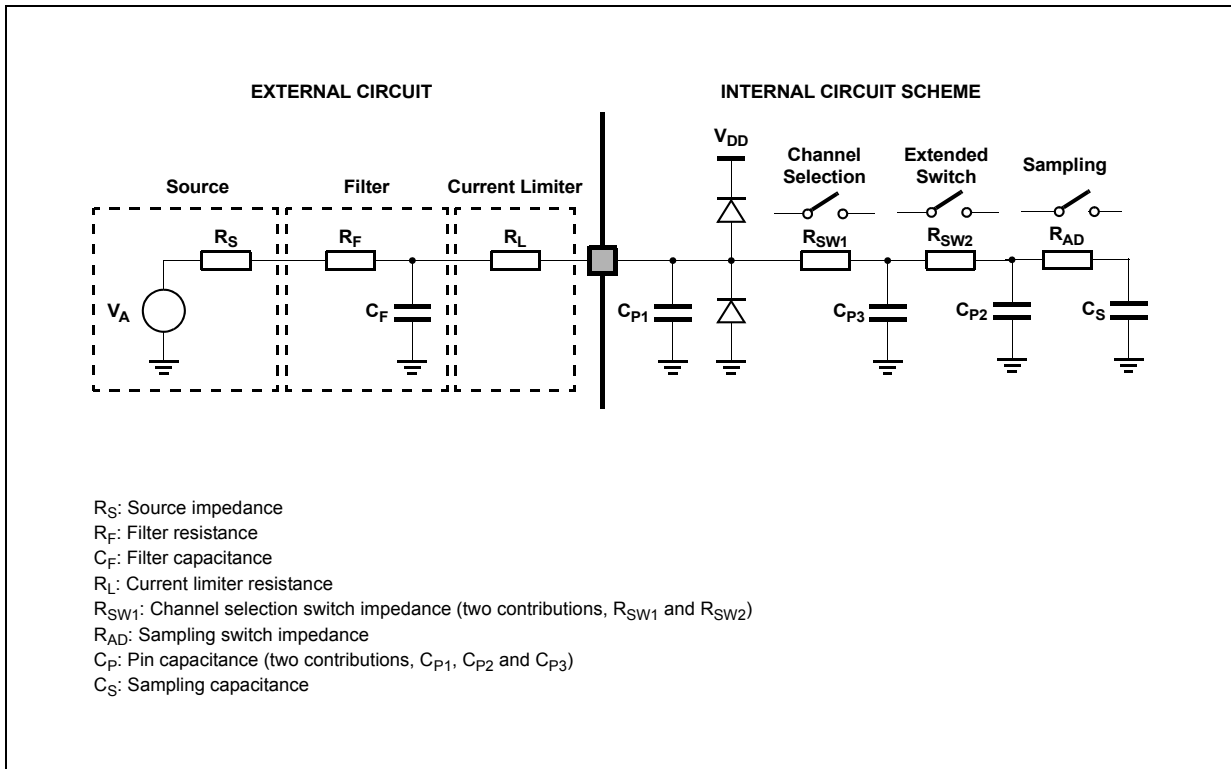 EXTERNAL CIRCUIT
INTERNAL CIRCUIT SCHEME
VDD
Channel
Selection
Extended
Switch
Sampling
Source
Filter
Current Limiter
RS
RF
RL
RSW1
RSW2
RAD
VA
CF
CP1
CP3
CP2
CS
RS: Source impedance
RF: Filter resistance
CF: Filter capacitance
RL: Current limiter resistance
RSW1: Channel selection switch impedance (two contributions, RSW1 and RSW2)
RAD: Sampling switch impedance
CP: Pin capacitance (two contributions, CP1, CP2 and CP3)
CS: Sampling capacitance